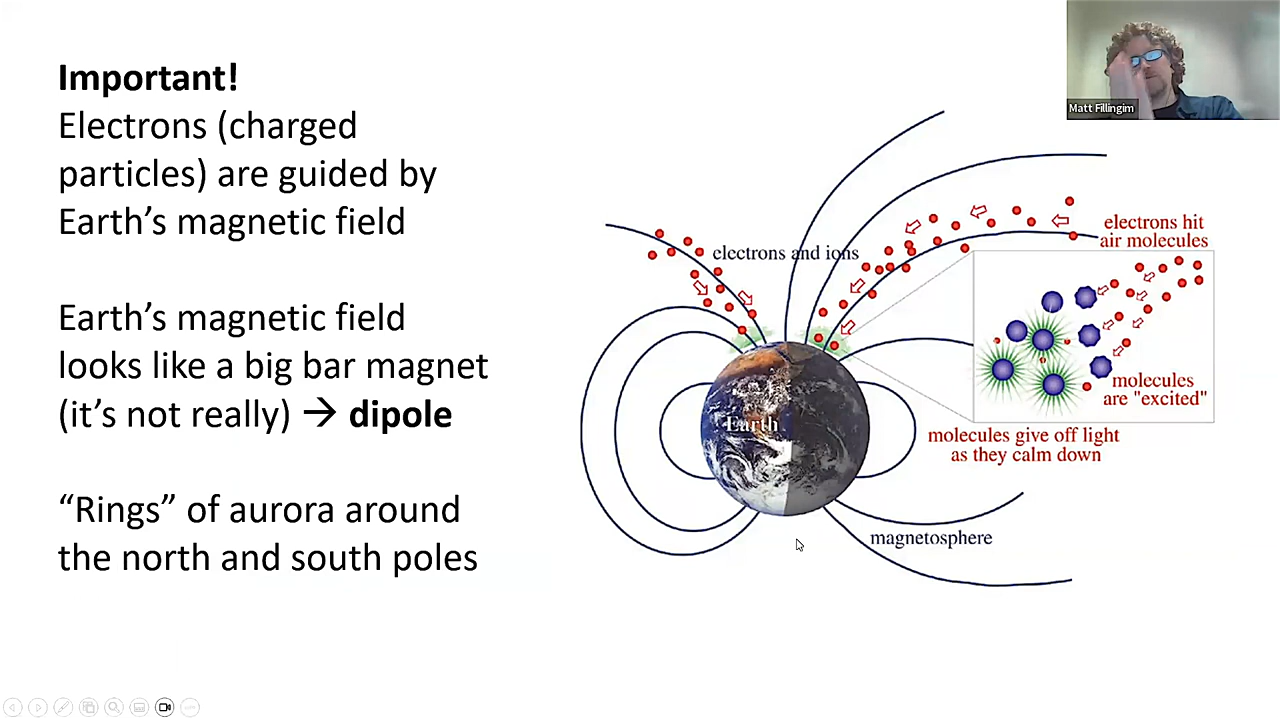 Important!
Electrons (charged
particles) are guided by
Earth’s magnetic field
Earth’s magnetic field
looks like a big bar magnet
(it’s not really) → dipole
“Rings” of aurora around
the north and south poles
Matt Fillingim
electrons and ions
electrons hit
air molecules
molecules
are "excited"
molecules give off light
as they calm down
Earth
magnetosphere